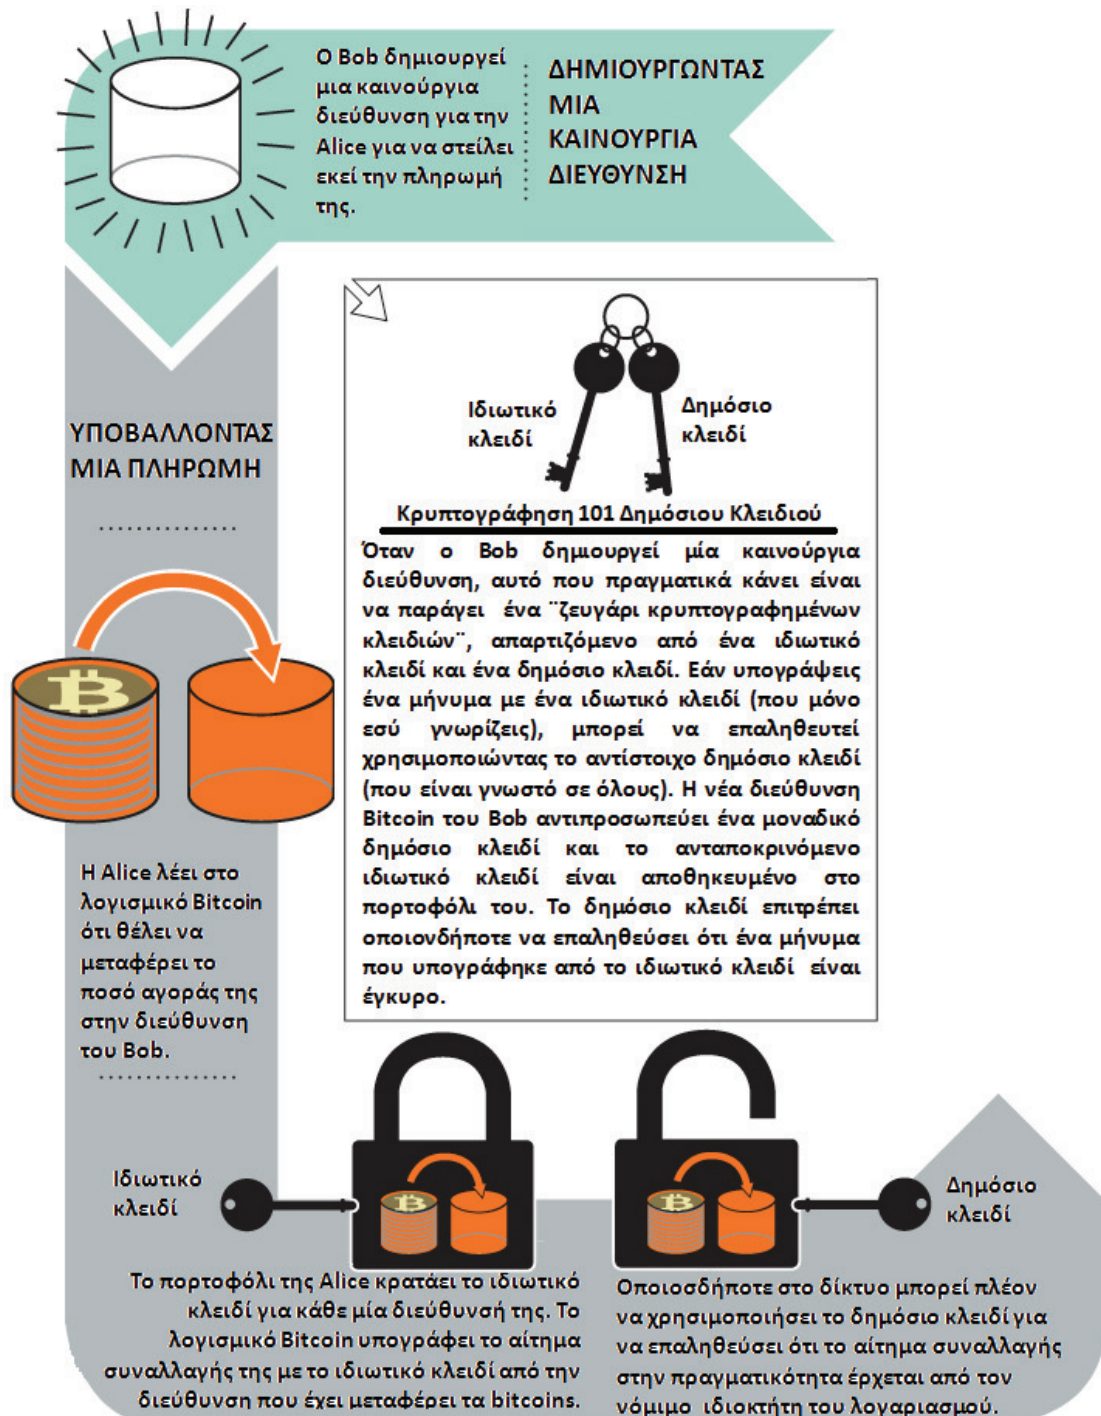 Ο Bob δημιουργεί
μια καινούργια
διεύθυνση για την
Alice για να στείλει
εκεί την πληρωμή
της.
ΔΗΜΙΟΥΡΓΩΝΤΑΣ
ΜΙΑ
ΚΑΙΝΟΥΡΓΙΑ
ΔΙΕΥΘΥΝΣΗ
ΥΠΟΒΑΛΛΟΝΤΑΣ
ΜΙΑ ΠΛΗΡΩΜΗ
Η Alice λέει στο
λογισμικό Bitcoin
ότι θέλει να
μεταφέρει το
ποσό αγοράς της
στην διεύθυνση
του Bob.
Ιδιωτικό
κλειδί
Δημόσιο
κλειδί
Κρυπτογράφηση 101 Δημόσιου Κλειδιού
Όταν ο Bob δημιουργεί μία καινούργια
διεύθυνση, αυτό που πραγματικά κάνει είναι
να παράγει ένα ¨ζευγάρι κρυπτογραφημένων
κλειδιών¨, απαρτιζόμενο από ένα ιδιωτικό
κλειδί και ένα δημόσιο κλειδί. Εάν υπογράψεις
ένα μήνυμα με ένα ιδιωτικό κλειδί (που μόνο
εσύ γνωρίζεις), μπορεί να επαληθευτεί
χρησιμοποιώντας το αντίστοιχο δημόσιο κλειδί
(που είναι γνωστό σε όλους). Η νέα διεύθυνση
Bitcoin του Bob αντιπροσωπεύει ένα μοναδικό
δημόσιο κλειδί και το ανταποκρινόμενο
ιδιωτικό κλειδί είναι αποθηκευμένο στο
πορτοφόλι του. Το δημόσιο κλειδί επιτρέπει
οποιονδήποτε να επαληθεύσει ότι ένα μήνυμα
που υπογράφηκε από το ιδιωτικό κλειδί είναι
έγκυρο.
Ιδιωτικό
κλειδί
Δημόσιο
κλειδί
Το πορτοφόλι της Alice κρατάει το ιδιωτικό
κλειδί για κάθε μία διεύθυνσή της. Το
λογισμικό Bitcoin υπογράφει το αίτημα
συναλλαγής της με το ιδιωτικό κλειδί από την
διεύθυνση που έχει μεταφέρει τα bitcoins.
Οποιοσδήποτε στο δίκτυο μπορεί πλέον
να χρησιμοποιήσει το δημόσιο κλειδί για
να επαληθεύσει ότι το αίτημα συναλλαγής
στην πραγματικότητα έρχεται από τον
νόμιμο ιδιοκτήτη του λογαριασμού.